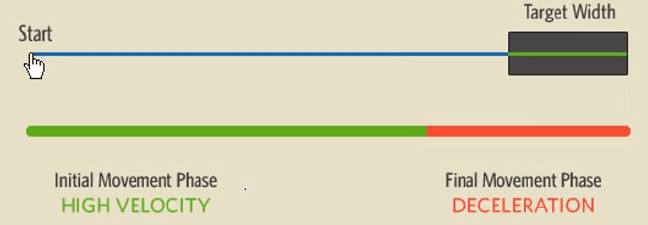 Target Width
Start
Initial Movement Phase
HIGH VELOCITY
Final Movement Phase
DECELERATION